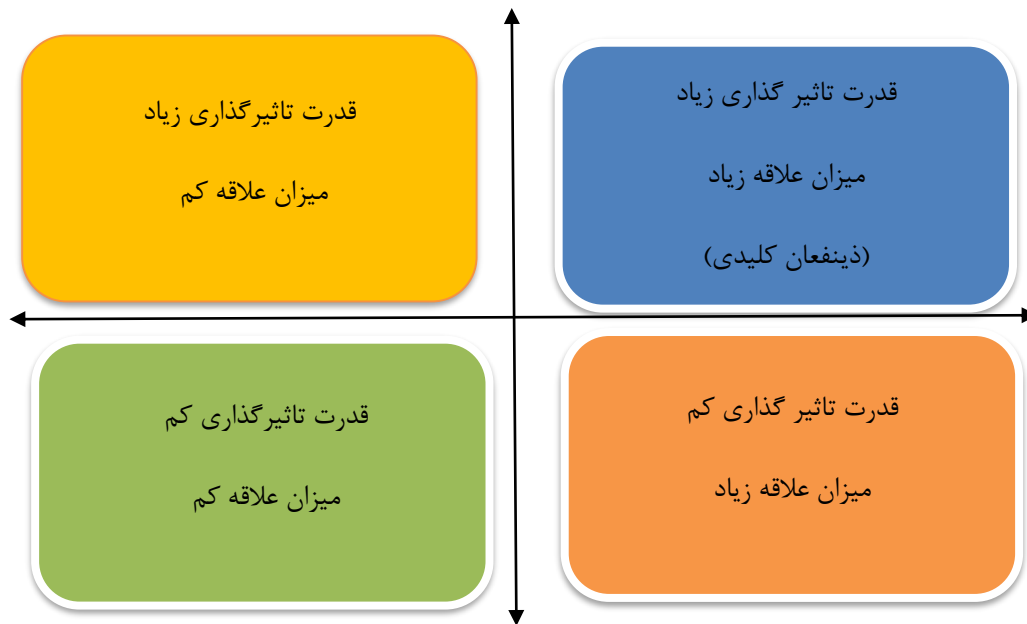 قدرت تاثیر گذاری زیاد
میزان علاقه زیاد
(ذینفعان کلیدی)
قدرت تاثیرگذاری زیاد
میزان علاقه کم
قدرت تاثیر گذاری کم
میزان علاقه زیاد
قدرت تاثیرگذاری کم
میزان علاقه کم